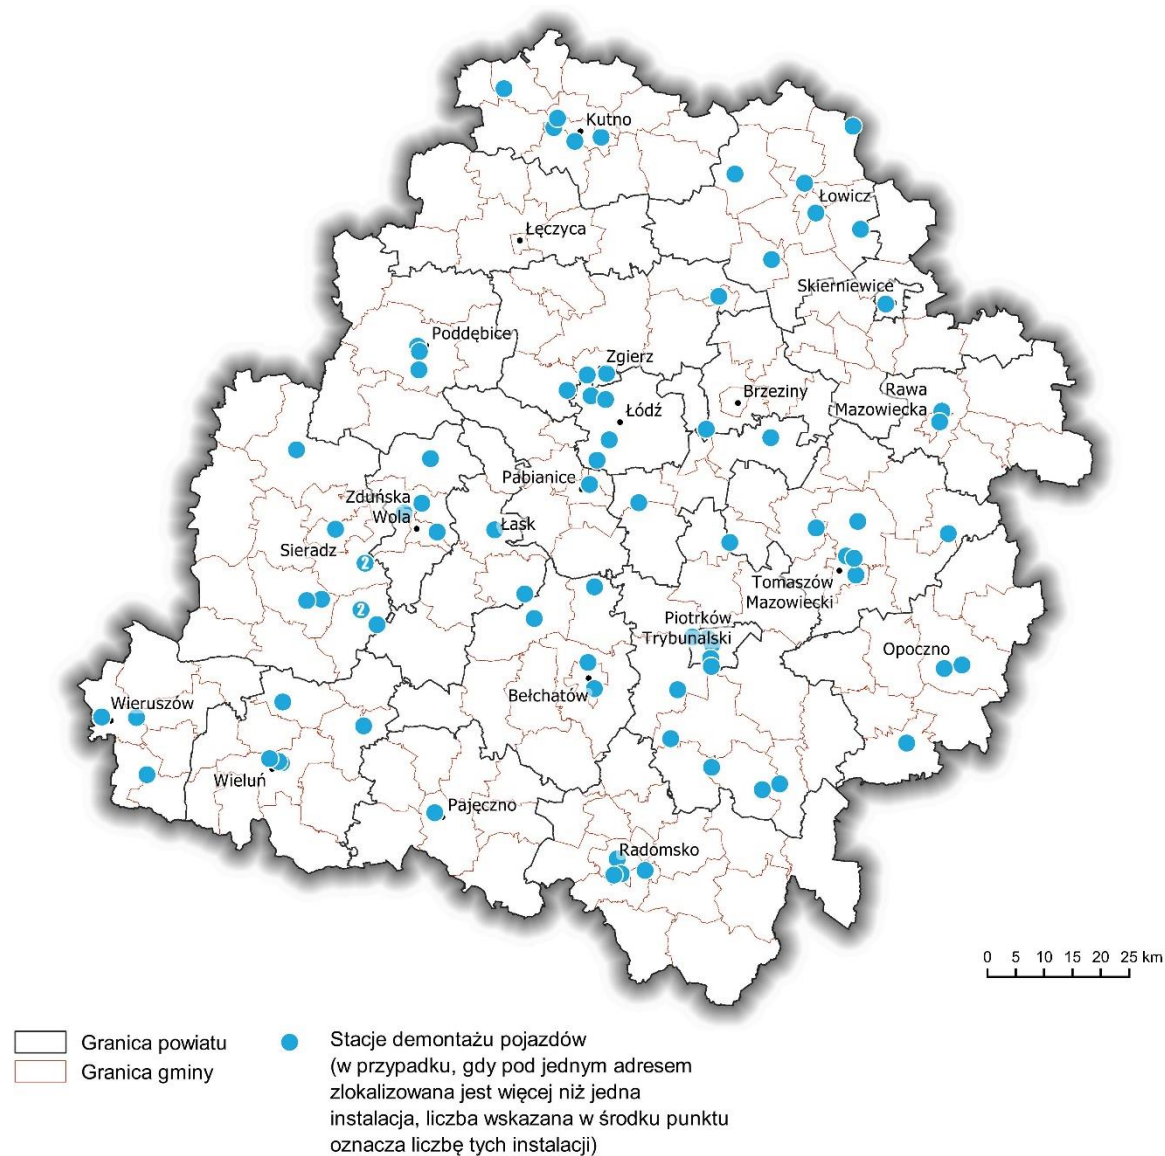 Kutno
Łowicz
Łęczyca
Skierniewice
Poddębice
Zgierz
Rawa
Mazowiecka
Brzeziny
Łódź
Pabianice
Zduńska
Wola
Łask
Sieradz
2
Tomaszów
Mazowiecki
2
Piotrków
Trybunalski
Opoczno
Bełchatów
Wieruszów
Wieluń
Pajęczno
Radomsko
0 5 10 15 20 25 km
Granica powiatu
Granica gminy
Stacje demontażu pojazdów
(w przypadku, gdy pod jednym adresem
zlokalizowana jest więcej niż jedna
instalacja, liczba wskazana w środku punktu
oznacza liczbę tych instalacji)